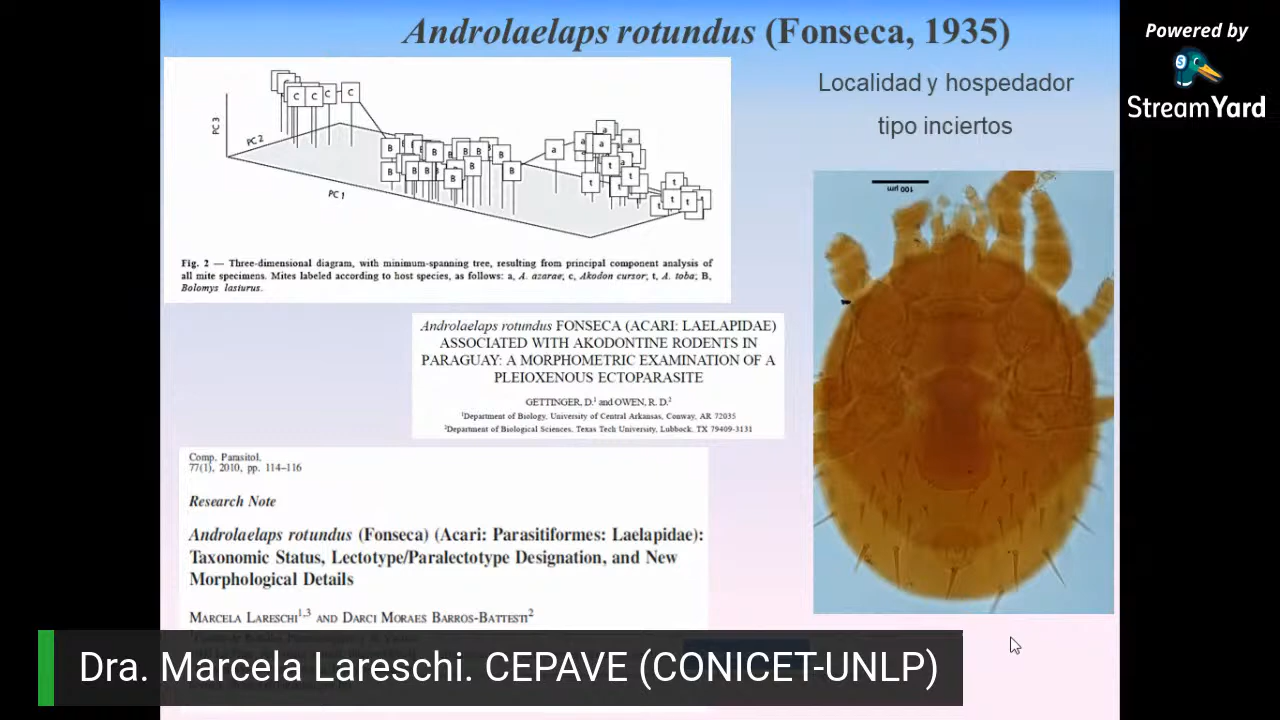 Androlaelaps rotundus (Fonseca, 1935)
Powered by
StreamYard
Localidad y hospedador
tipo inciertos
PC 3
PC 2
PC 1
C C C C
B B B B B B B B B B B
a a a a a
t t t t t t t
Fig. 2 — Three-dimensional diagram, with minimum-spanning tree, resulting from principal component analysis of
all mite specimens. Mites labeled according to host species, as follows: a, A. azarae; c, Akodon cursor; t, A. toba; B,
Bolomys lasiurus.
100 µm
Androlaelaps rotundus FONSECA (ACARI: LAELAPIDAE)
ASSOCIATED WITH AKODONTINE RODENTS IN
PARAGUAY: A MORPHOMETRIC EXAMINATION OF A
PLEIOXENOUS ECTOPARASITE
GETTINGER, D.¹ and OWEN, R. D.²
¹Department of Biology, University of Central Arkansas, Conway, AR 72035
²Department of Biological Sciences, Texas Tech University, Lubbock, TX 79409-3131
Comp. Parasitol.
77(1), 2010, pp. 114–116
Research Note
Androlaelaps rotundus (Fonseca) (Acari: Parasitiformes: Laelapidae):
Taxonomic Status, Lectotype/Paralectotype Designation, and New
Morphological Details
MARCELA LARESCHI¹,³ AND DARCI MORAES BARROS-BATTESTI²
Dra. Marcela Lareschi. CEPAVE (CONICET-UNLP)